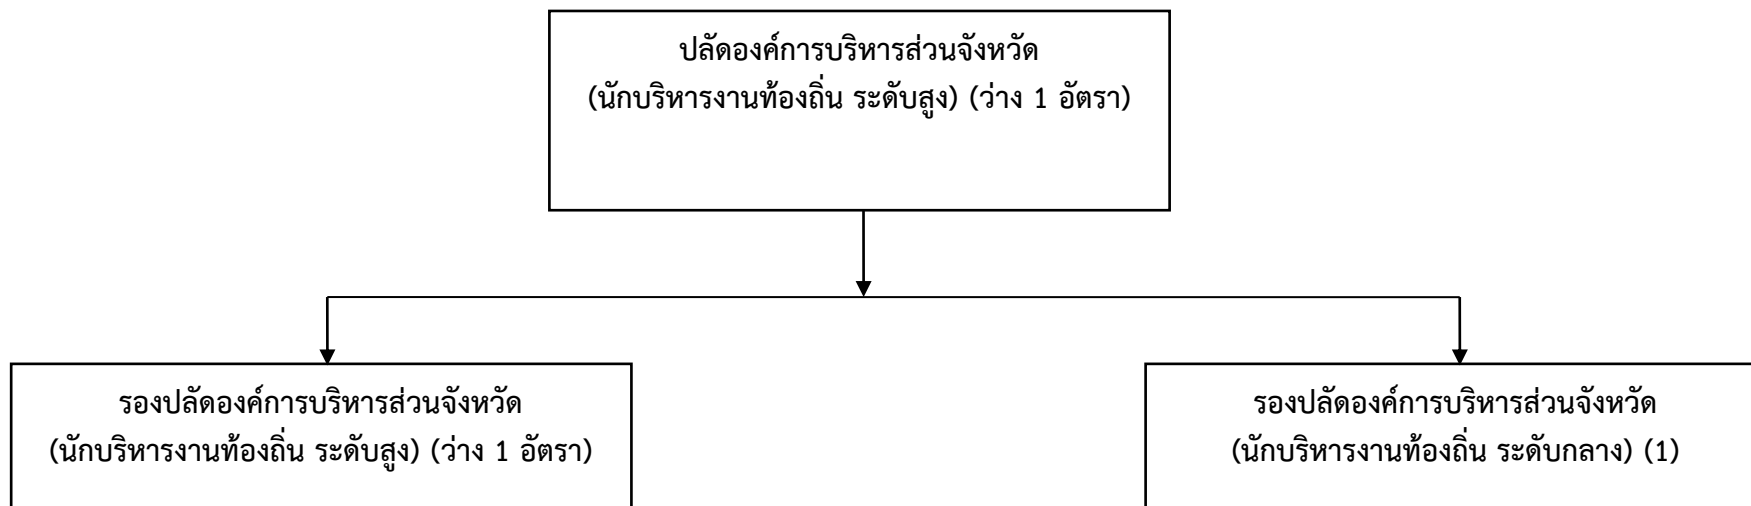 ปลัดองค์การบริหารส่วนจังหวัด
(นักบริหารงานท้องถิ่น ระดับสูง) (ว่าง 1 อัตรา)
รองปลัดองค์การบริหารส่วนจังหวัด
(นักบริหารงานท้องถิ่น ระดับสูง) (ว่าง 1 อัตรา)
รองปลัดองค์การบริหารส่วนจังหวัด
(นักบริหารงานท้องถิ่น ระดับกลาง) (1)